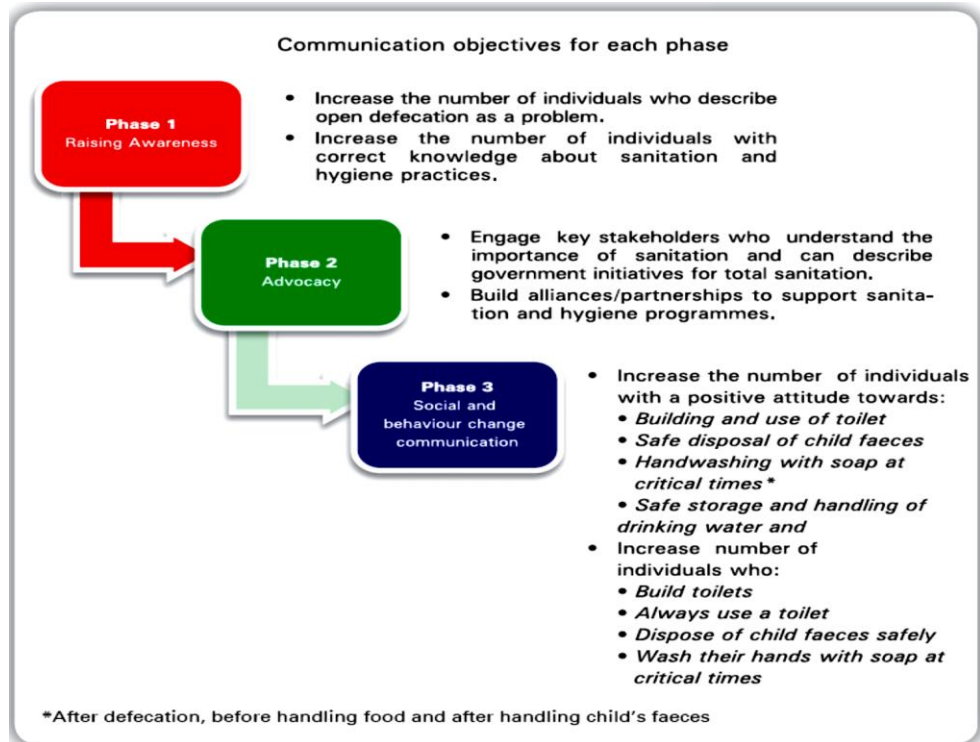 Communication objectives for each phase
Phase 1
Raising Awareness
• Increase the number of individuals who describe
open defecation as a problem.
• Increase the number of individuals with
correct knowledge about sanitation and
hygiene practices.
Phase 2
Advocacy
• Engage key stakeholders who understand the
importance of sanitation and can describe
government initiatives for total sanitation.
• Build alliances/partnerships to support sanita-
tion and hygiene programmes.
Phase 3
Social and
behaviour change
communication
• Increase the number of individuals
with a positive attitude towards:
• Building and use of toilet
• Safe disposal of child faeces
• Handwashing with soap at
critical times*
• Safe storage and handling of
drinking water and
• Increase number of
individuals who:
• Build toilets
• Always use a toilet
• Dispose of child faeces safely
• Wash their hands with soap at
critical times
*After defecation, before handling food and after handling child's faeces